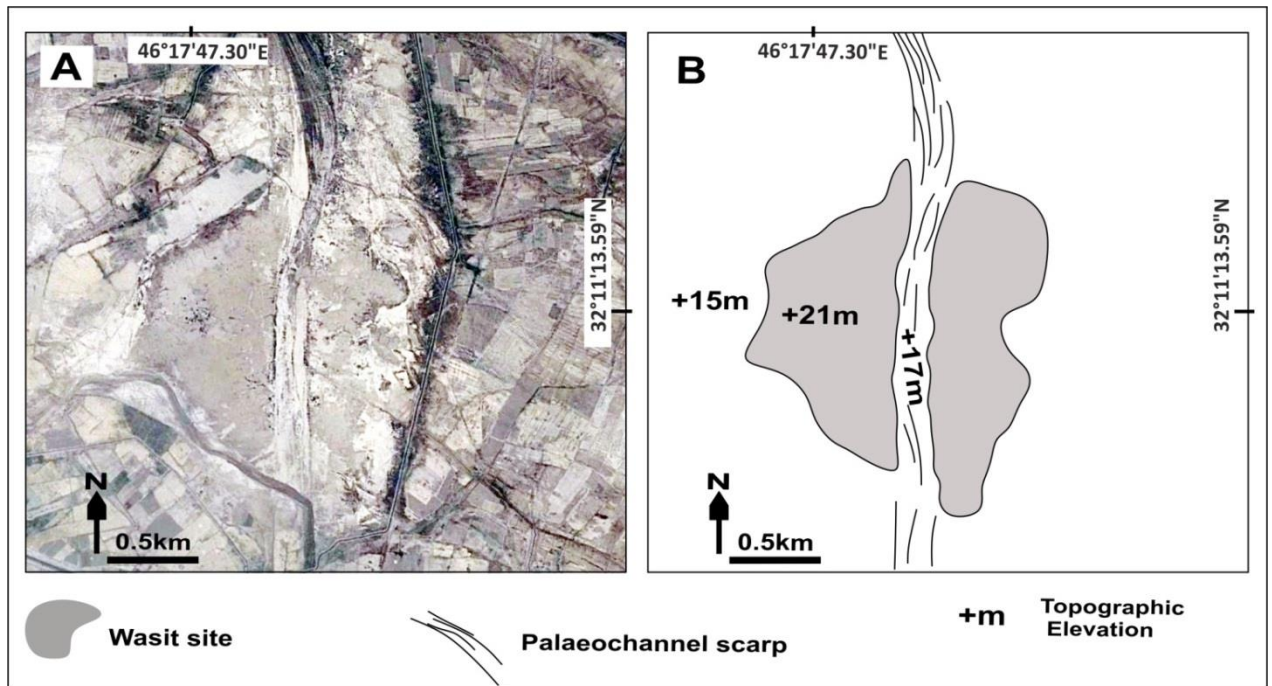 A
46°17'47.30"E
32°11'13.59"N
N
0.5km
B
46°17'47.30"E
+15m
+21m
+17m
32°11'13.59"N
N
0.5km
Wasit site
Palaeochannel scarp
+m
Topographic
Elevation